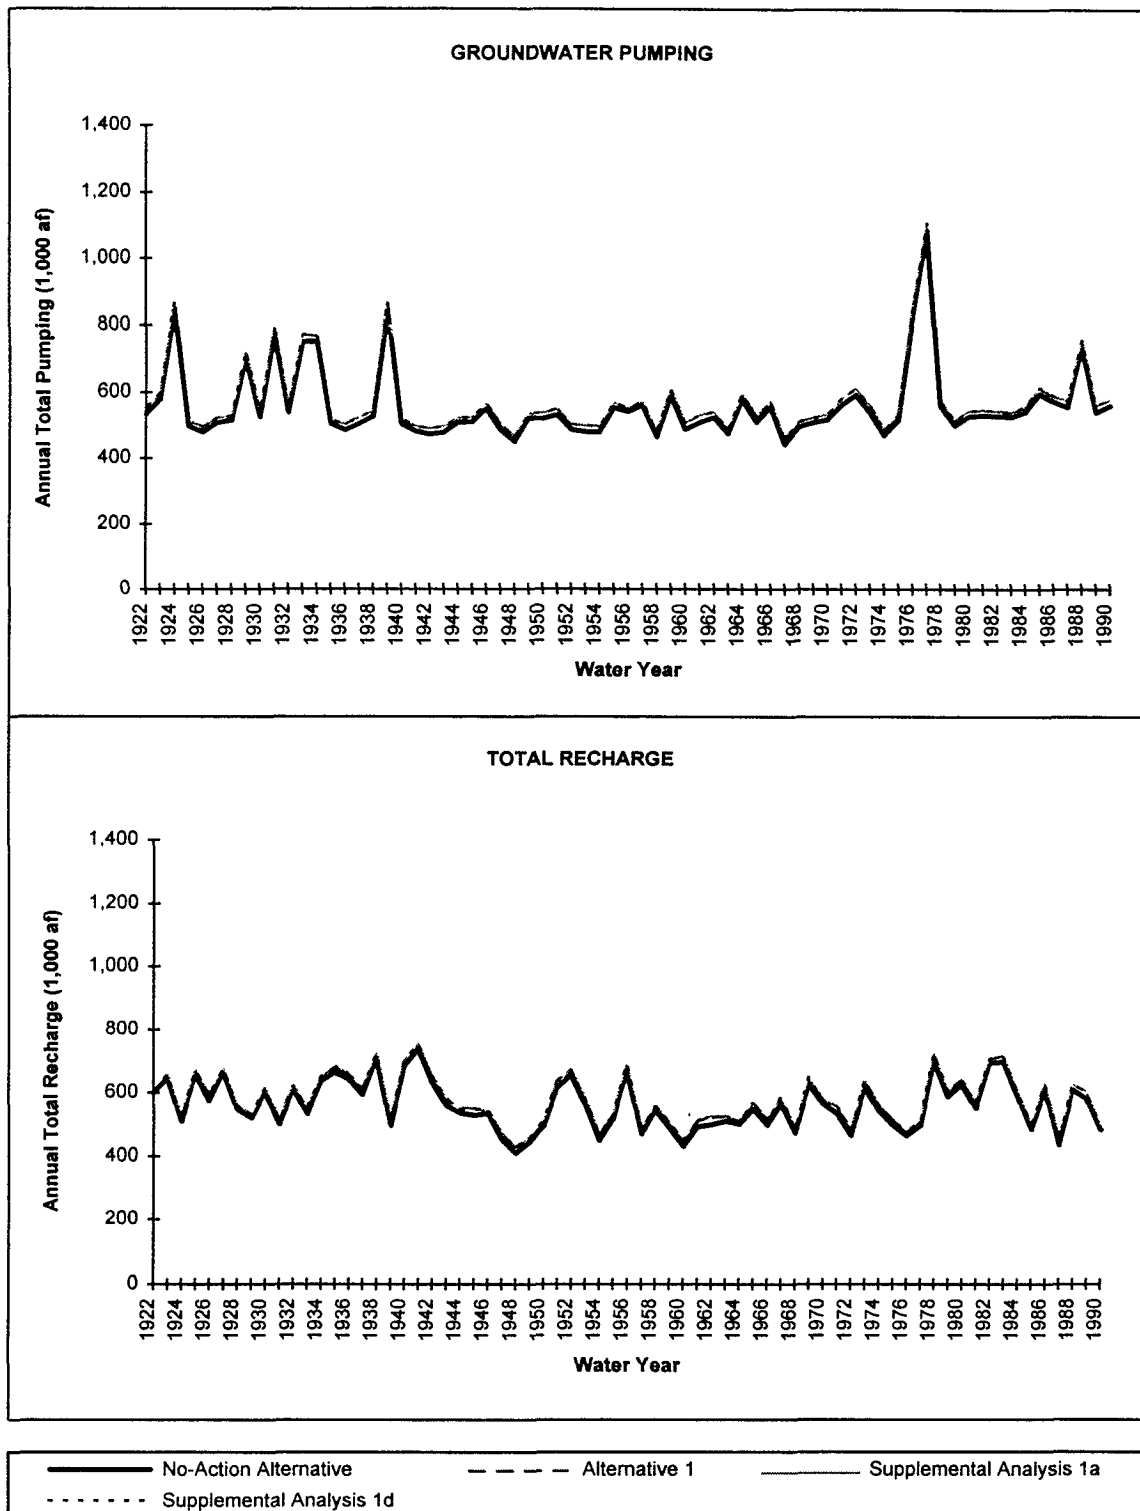 GROUNDWATER PUMPING
1,400
1,200
1,000
800
600
400
200
0
Annual Total Pumping (1,000 af)
1922 1924 1926 1928 1930 1932 1934 1936 1938 1940 1942 1944 1946 1948 1950 1952 1954 1956 1958 1960 1962 1964 1966 1968 1970 1972 1974 1976 1978 1980 1982 1984 1986 1988 1990
Water Year
TOTAL RECHARGE
1,400
1,200
1,000
800
600
400
200
0
Annual Total Recharge (1,000 af)
1922 1924 1926 1928 1930 1932 1934 1936 1938 1940 1942 1944 1946 1948 1950 1952 1954 1956 1958 1960 1962 1964 1966 1968 1970 1972 1974 1976 1978 1980 1982 1984 1986 1988 1990
Water Year
No-Action Alternative Alternative 1 Supplemental Analysis 1a
Supplemental Analysis 1d